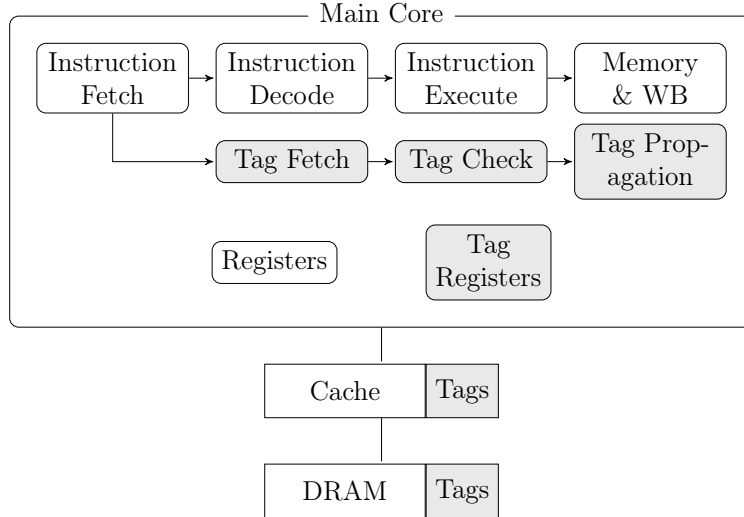 Main Core
Instruction
Fetch
Instruction
Decode
Instruction
Execute
Memory
& WB
Tag Fetch
Tag Check
Tag Prop-
agation
Registers
Tag
Registers
Cache
Tags
DRAM
Tags